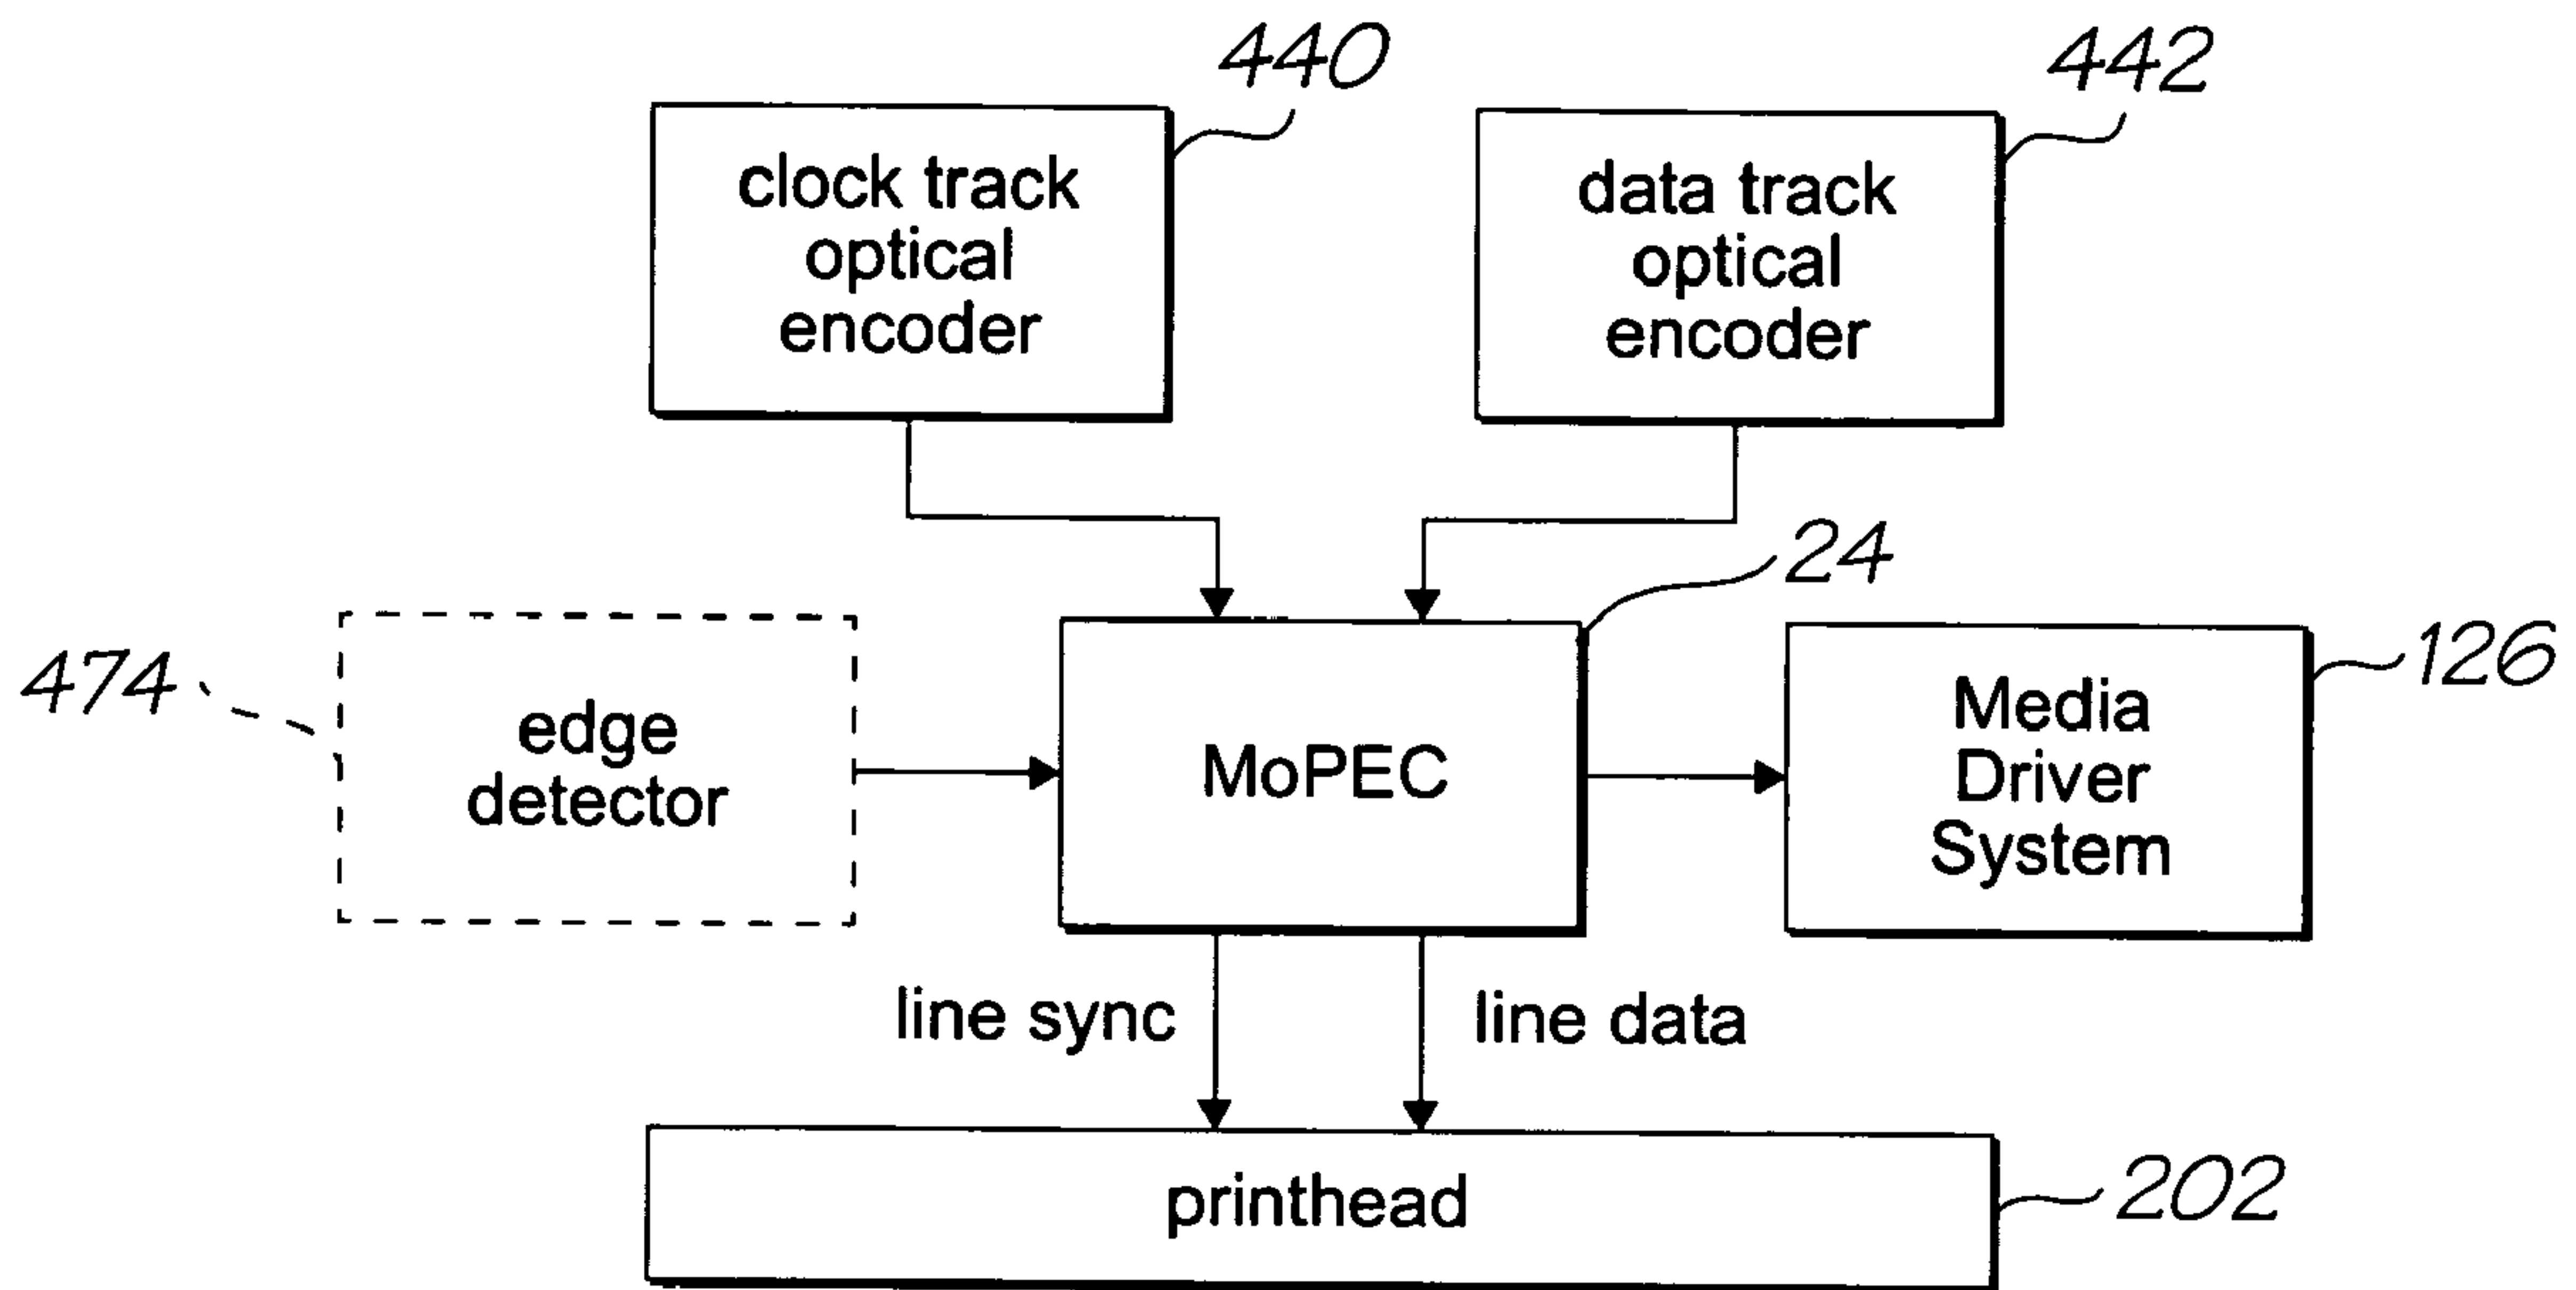 440
442
clock track
optical
encoder
data track
optical
encoder
24
474
edge
detector
MoPEC
Media
Driver
System
126
line sync
line data
printhead
202